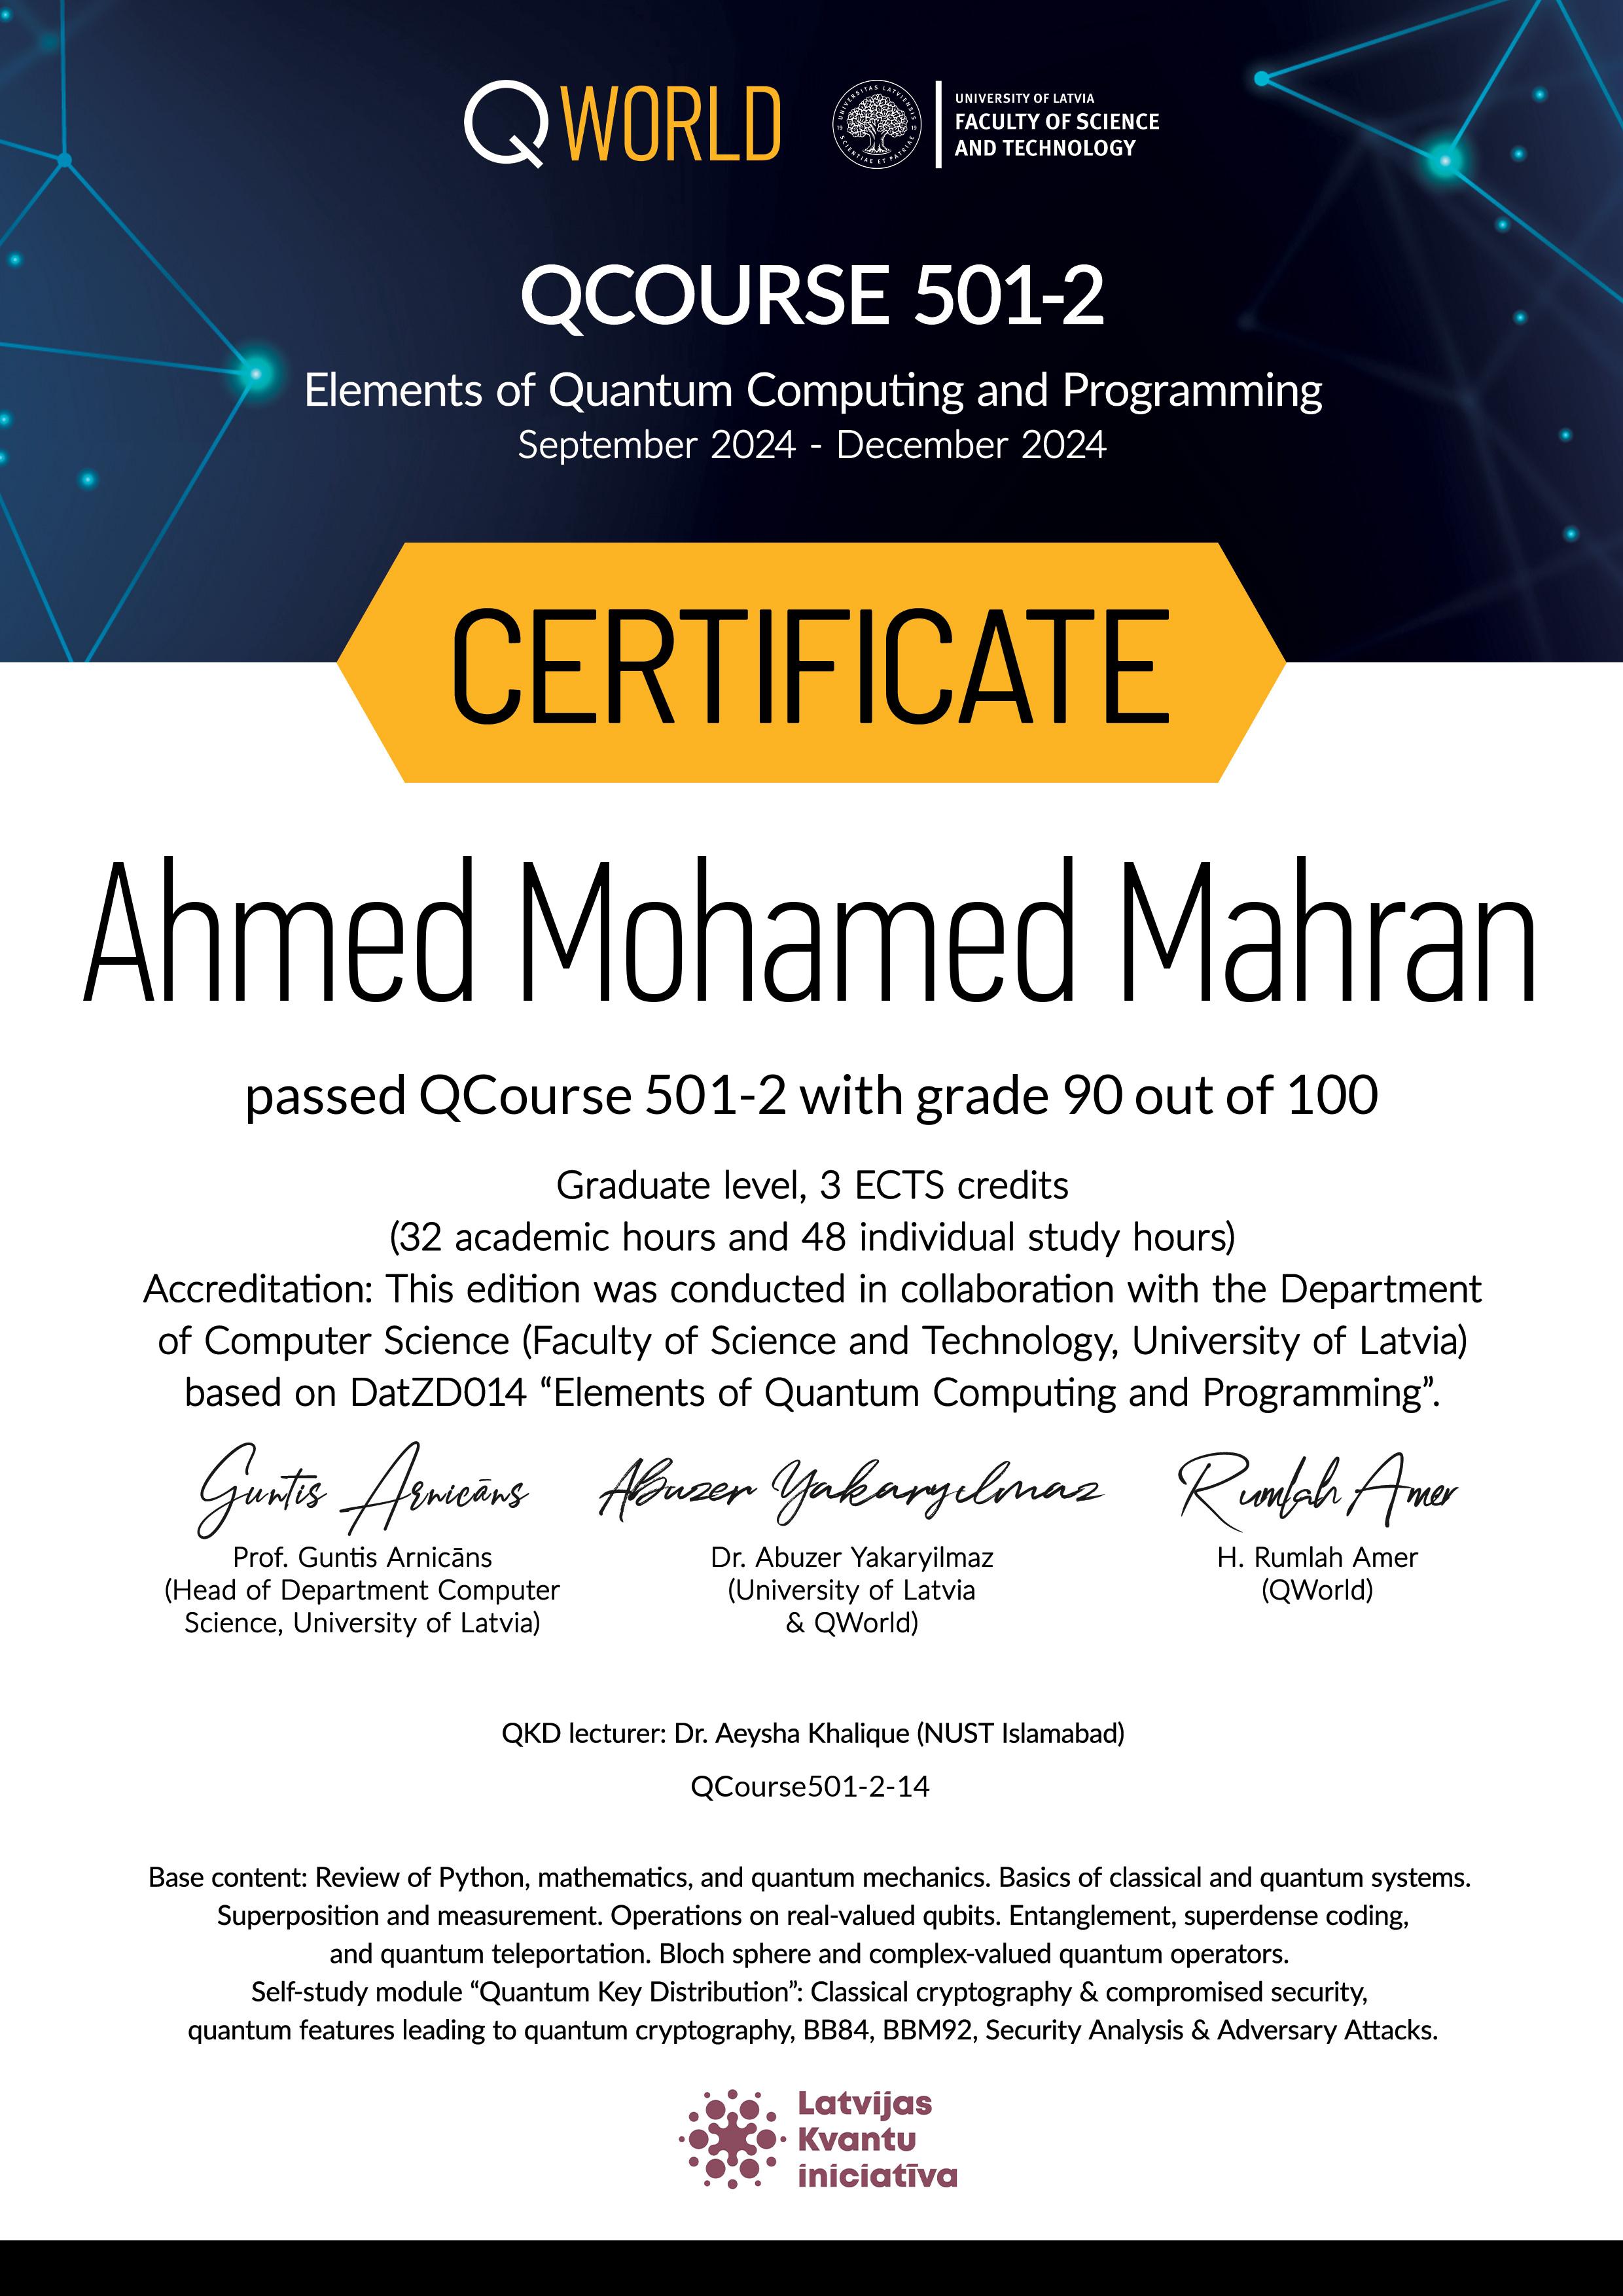 QWORLD
UNIVERSITAS LATVIENSIS
19 19
SCIENTIAE ET PATRIAE
UNIVERSITY OF LATVIA
FACULTY OF SCIENCE
AND TECHNOLOGY
QCOURSE 501-2
Elements of Quantum Computing and Programming
September 2024 - December 2024
CERTIFICATE
Ahmed Mohamed Mahran
passed QCourse 501-2 with grade 90 out of 100
Graduate level, 3 ECTS credits
(32 academic hours and 48 individual study hours)
Accreditation: This edition was conducted in collaboration with the Department
of Computer Science (Faculty of Science and Technology, University of Latvia)
based on DatZD014 “Elements of Quantum Computing and Programming”.
Guntis Arnicāns Abuzer Yakaryılmaz Rumlah Amer
Prof. Guntis Arnicāns
(Head of Department Computer
Science, University of Latvia)
Dr. Abuzer Yakaryilmaz
(University of Latvia
& QWorld)
H. Rumlah Amer
(QWorld)
QKD lecturer: Dr. Aeysha Khalique (NUST Islamabad)
QCourse501-2-14
Base content: Review of Python, mathematics, and quantum mechanics. Basics of classical and quantum systems.
Superposition and measurement. Operations on real-valued qubits. Entanglement, superdense coding,
and quantum teleportation. Bloch sphere and complex-valued quantum operators.
Self-study module “Quantum Key Distribution”: Classical cryptography & compromised security,
quantum features leading to quantum cryptography, BB84, BBM92, Security Analysis & Adversary Attacks.
Latvijas
Kvantu
iniciatīva